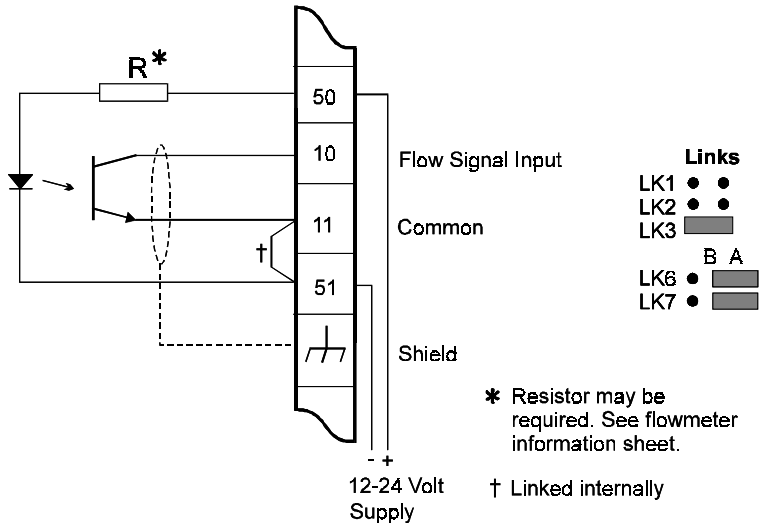 R*
50
10
11
†
51
Flow Signal Input
Common
Shield
- +
12-24 Volt
Supply
Links
LK1
LK2
LK3
B A
LK6
LK7
* Resistor may be
required. See flowmeter
information sheet.
† Linked internally